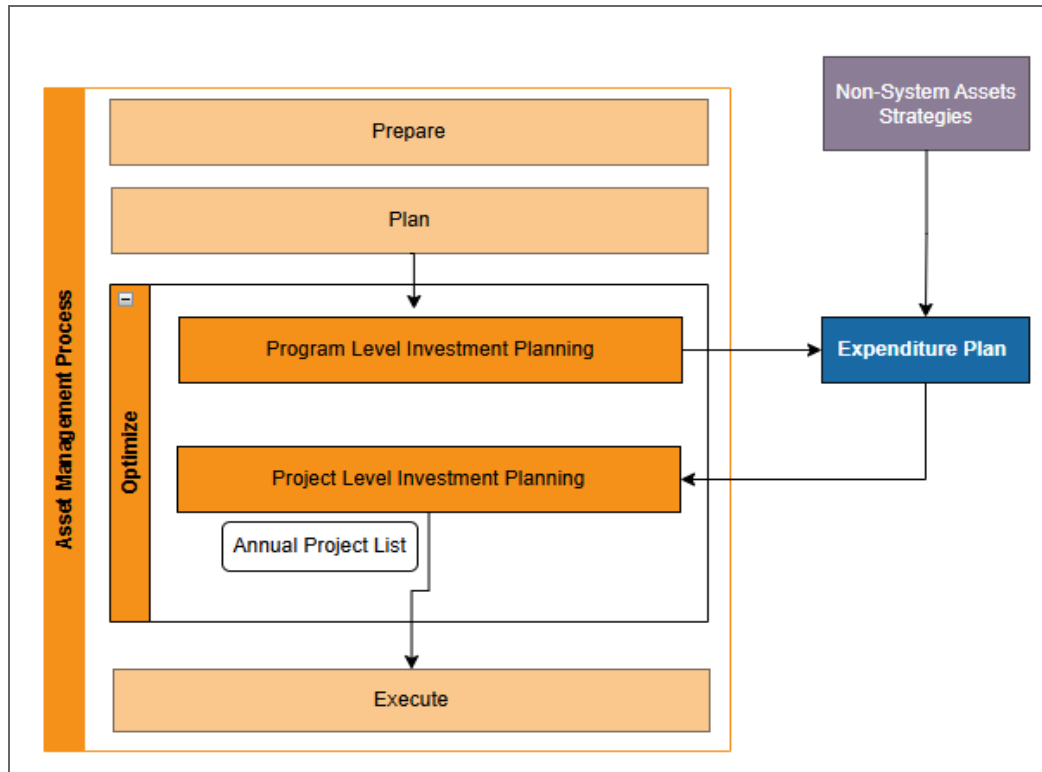 Non-System Assets
Strategies
Prepare
Plan
Asset Management Process
Optimize
Program Level Investment Planning
Expenditure Plan
Project Level Investment Planning
Annual Project List
Execute